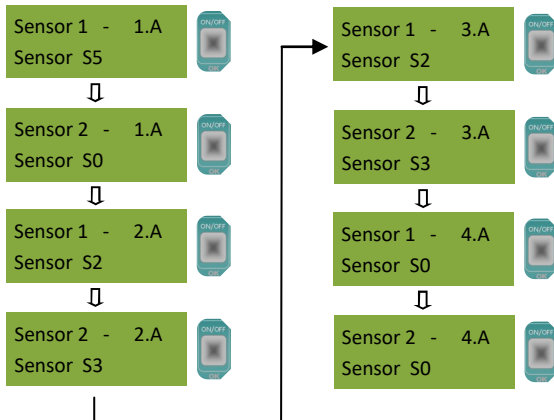 Sensor 1 - 1.A
Sensor S5
ON/OFF
OK
Sensor 2 - 1.A
Sensor S0
ON/OFF
OK
Sensor 1 - 2.A
Sensor S2
ON/OFF
OK
Sensor 2 - 2.A
Sensor S3
ON/OFF
OK
Sensor 1 - 3.A
Sensor S2
ON/OFF
OK
Sensor 2 - 3.A
Sensor S3
ON/OFF
OK
Sensor 1 - 4.A
Sensor S0
ON/OFF
OK
Sensor 2 - 4.A
Sensor S0
ON/OFF
OK